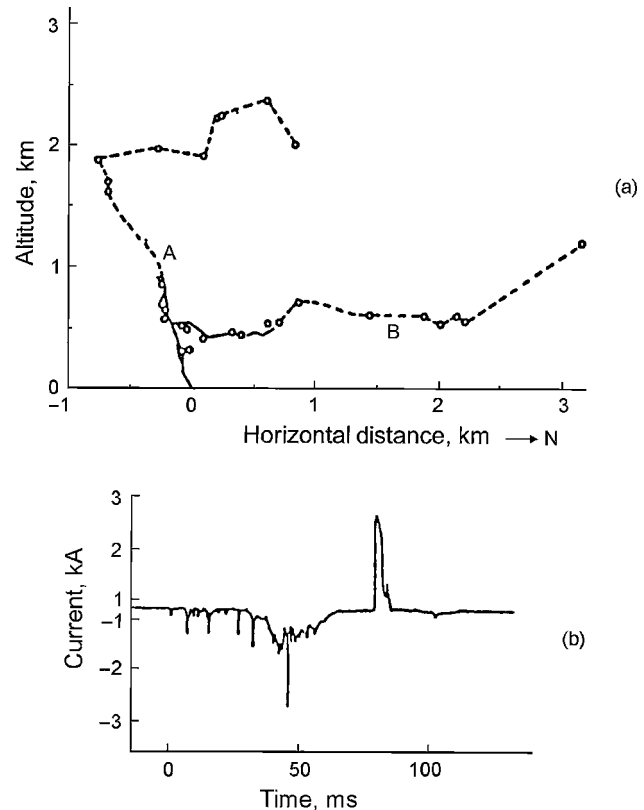 3
2
1
0
Altitude, km
A
B
(a)
−1 0 1 2 3
Horizontal distance, km → N
3
2
1
−1
−2
−3
Current, kA
(b)
0 50 100
Time, ms